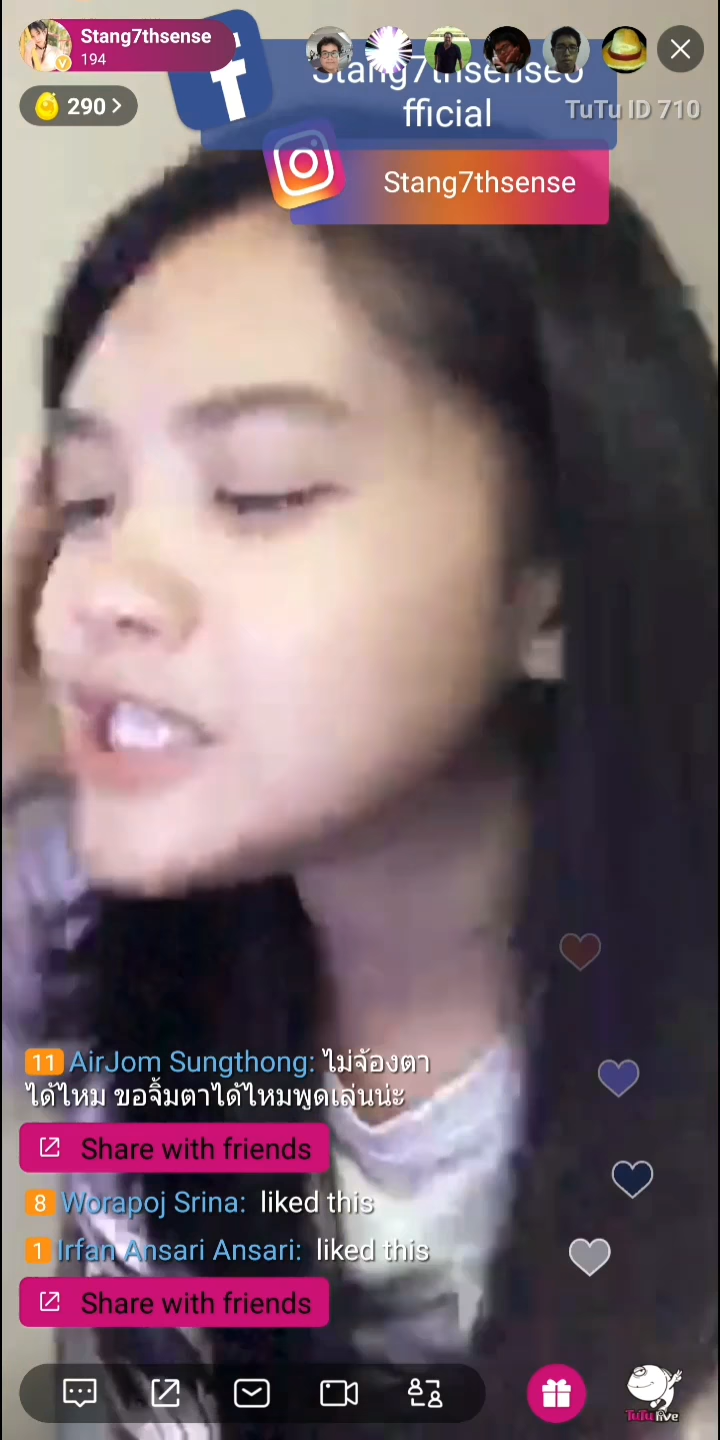 Stang7thsense
194
290
Stang7thsenseo
fficial
TuTu ID 710
Stang7thsense
11 AirJom Sungthong: ไม่จ้องตา
ได้ไหม ขอจิ้มตาได้ไหมพูดเล่นน่ะ
Share with friends
8 Worapoj Srina: liked this
1 Irfan Ansari Ansari: liked this
Share with friends
TuTu live